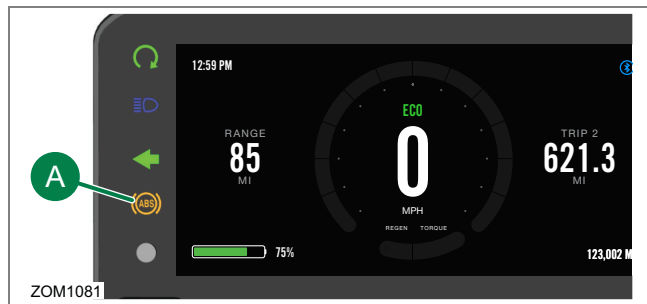 12:59 PM
ECO
RANGE
85
MI
0
MPH
REGEN TORQUE
TRIP 2
621.3
MI
A
(ABS)
75%
123,002 M
ZOM1081